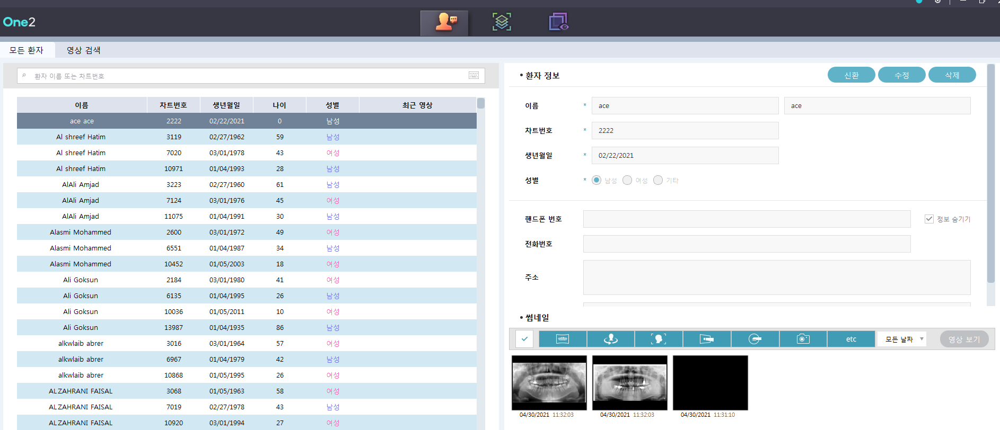 One2
모든 환자 영상 검색
환자 이름 또는 차트번호
이름 차트번호 생년월일 나이 성별 최근 영상
ace ace 2222 02/22/2021 0 남성
Al shreef Hatim 3119 02/27/1962 59 남성
Al shreef Hatim 7020 03/01/1978 43 여성
Al shreef Hatim 10971 01/04/1993 28 남성
AlAli Amjad 3223 02/27/1960 61 남성
AlAli Amjad 7124 03/01/1976 45 여성
AlAli Amjad 11075 01/04/1991 30 남성
Alasmi Mohammed 2600 03/01/1972 49 여성
Alasmi Mohammed 6551 01/04/1987 34 남성
Alasmi Mohammed 10452 01/05/2003 18 여성
Ali Goksun 2184 03/01/1980 41 여성
Ali Goksun 6135 01/04/1995 26 남성
Ali Goksun 10036 01/05/2011 10 여성
Ali Goksun 13987 01/04/1935 86 남성
alkwlaib abrer 3016 03/01/1964 57 여성
alkwlaib abrer 6967 01/04/1979 42 남성
alkwlaib abrer 10868 01/05/1995 26 여성
ALZAHRANI FAISAL 3068 01/05/1963 58 여성
ALZAHRANI FAISAL 7019 02/27/1978 43 남성
ALZAHRANI FAISAL 10920 03/01/1994 27 여성
• 환자 정보 신환 수정 삭제
이름 * ace ace
차트번호 * 2222
생년월일 * 02/22/2021
성별 * 남성 여성 기타
핸드폰 번호 정보 숨기기
전화번호
주소
• 썸네일
etc 모든 날짜 영상 보기
04/30/2021 11:32:03 04/30/2021 11:32:03 04/30/2021 11:31:10